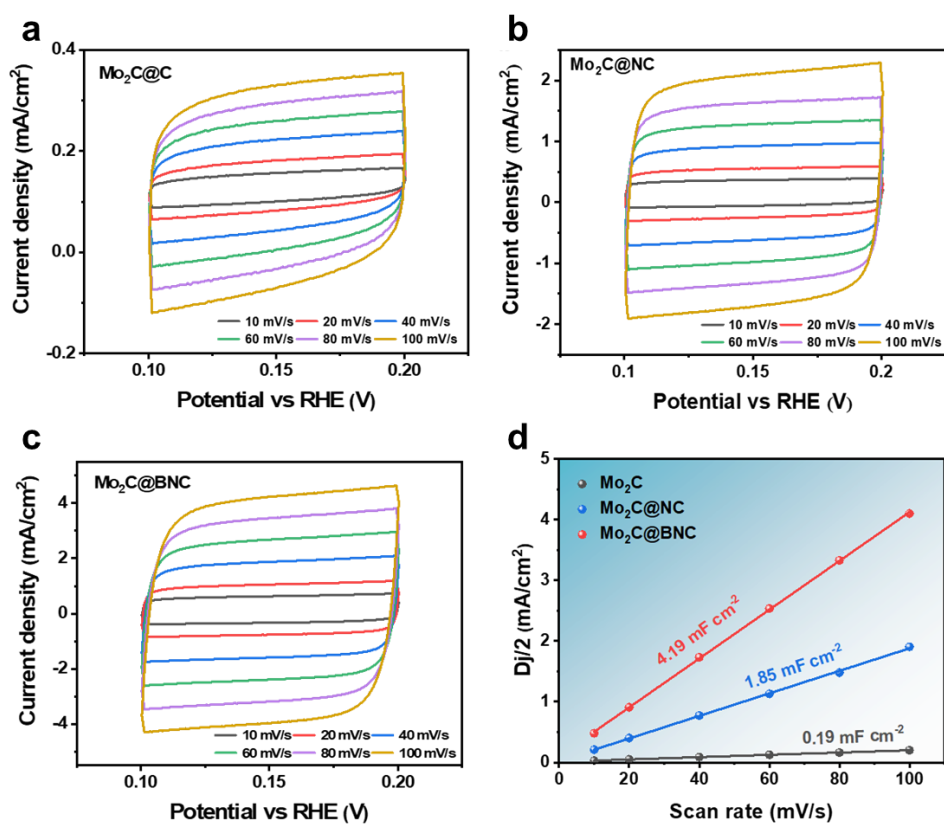 a
Mo₂C@C
Current density (mA/cm²)
0.4
0.2
0.0
-0.2
0.10
0.15
0.20
10 mV/s 20 mV/s 40 mV/s
60 mV/s 80 mV/s 100 mV/s
Potential vs RHE (V)
b
Mo₂C@NC
Current density (mA/cm²)
2
1
0
-1
-2
0.1
0.2
10 mV/s 20 mV/s 40 mV/s
60 mV/s 80 mV/s 100 mV/s
Potential vs RHE (V)
c
Mo₂C@BNC
Current density (mA/cm²)
4
2
0
-2
-4
0.10
0.15
0.20
10 mV/s 20 mV/s 40 mV/s
60 mV/s 80 mV/s 100 mV/s
Potential vs RHE (V)
d
Mo₂C
Mo₂C@NC
Mo₂C@BNC
Dj/2 (mA/cm²)
5
4
3
2
1
0
4.19 mF cm⁻²
1.85 mF cm⁻²
0.19 mF cm⁻²
20
40
60
80
100
Scan rate (mV/s)